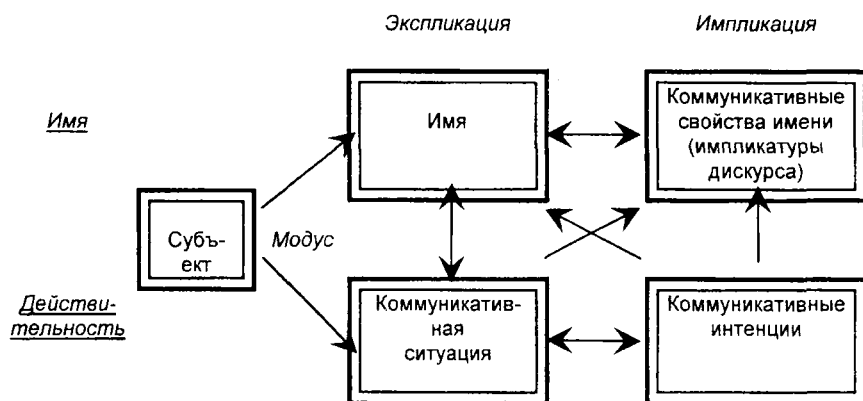 Экспликация
Импликация
Имя
Имя
Коммуникативные
свойства имени
(импликатуры
дискурса)
Субъ-
ект
Модус
Действи-
тельность
Коммуникатив-
ная
ситуация
Коммуникативные
интенции